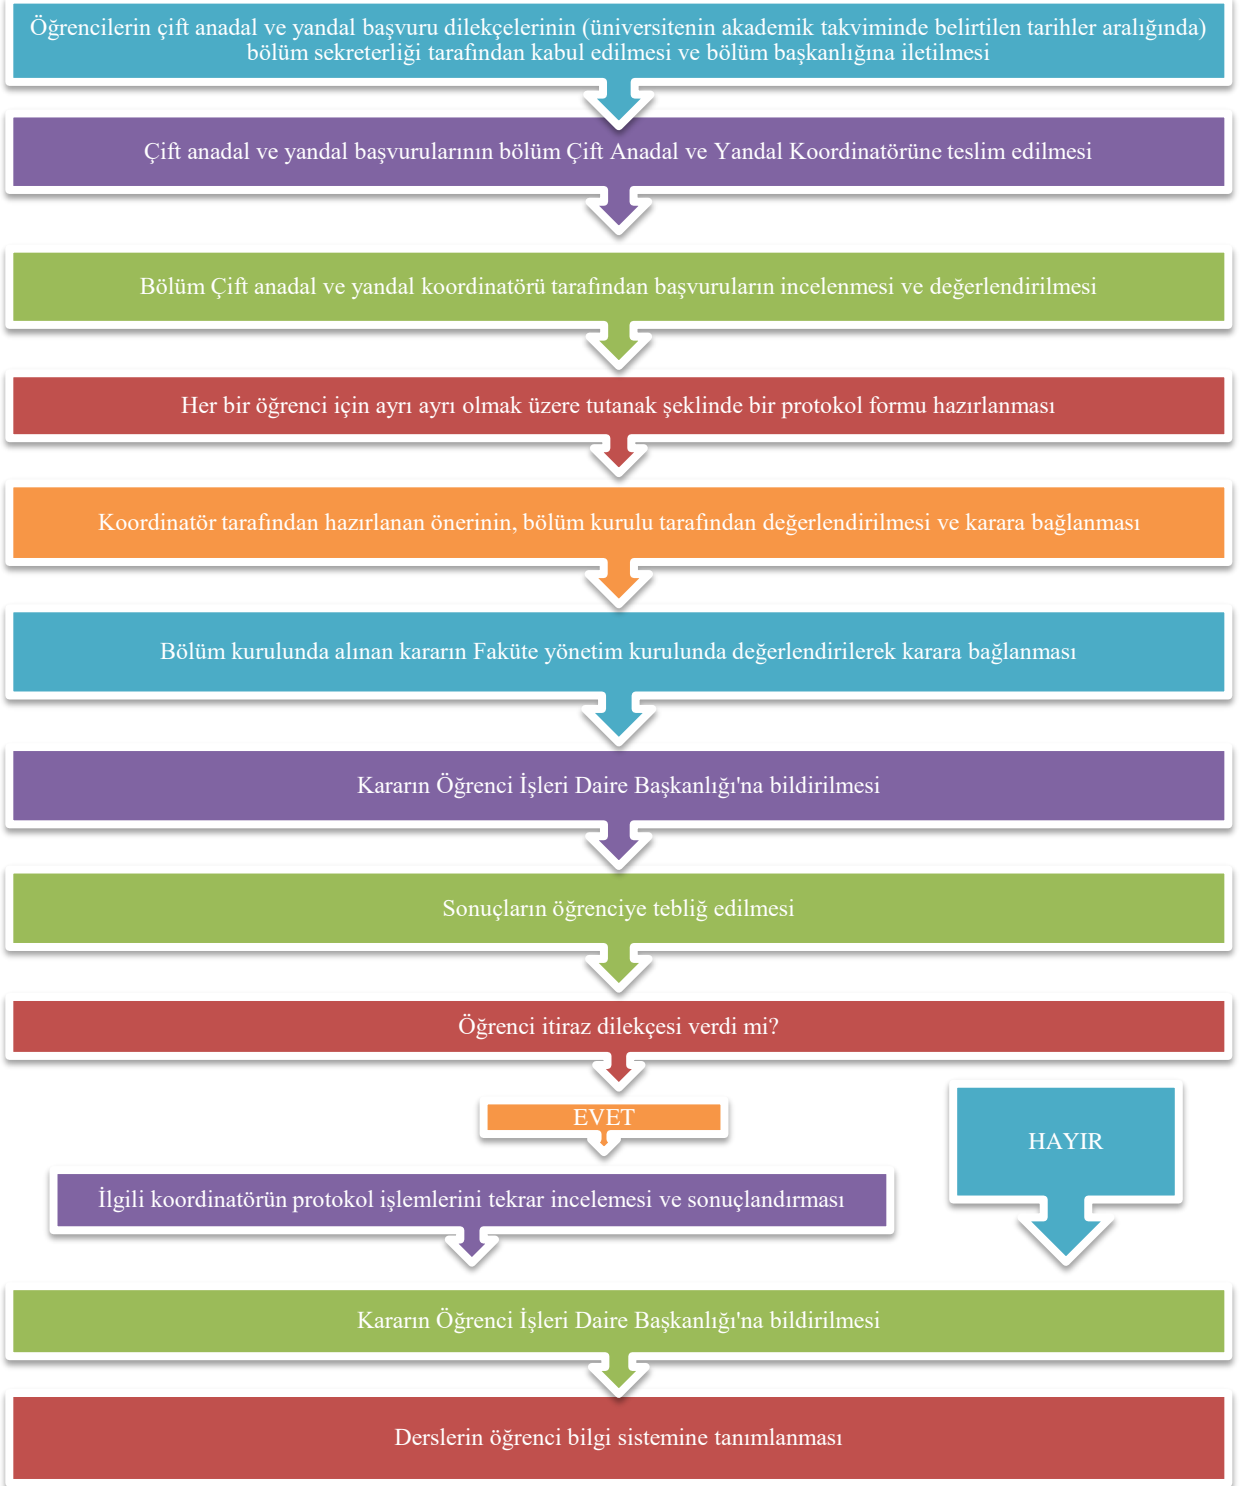 Öğrencilerin çift anadal ve yandal başvuru dilekçelerinin (üniversitenin akademik takviminde belirtilen tarihler aralığında)
bölüm sekreterliği tarafından kabul edilmesi ve bölüm başkanlığına iletilmesi
Çift anadal ve yandal başvurularının bölüm Çift Anadal ve Yandal Koordinatörüne teslim edilmesi
Bölüm Çift anadal ve yandal koordinatörü tarafından başvuruların incelenmesi ve değerlendirilmesi
Her bir öğrenci için ayrı ayrı olmak üzere tutanak şeklinde bir protokol formu hazırlanması
Koordinatör tarafından hazırlanan önerinin, bölüm kurulu tarafından değerlendirilmesi ve karara bağlanması
Bölüm kurulunda alınan kararın Faküte yönetim kurulunda değerlendirilerek karara bağlanması
Kararın Öğrenci İşleri Daire Başkanlığı'na bildirilmesi
Sonuçların öğrenciye tebliğ edilmesi
Öğrenci itiraz dilekçesi verdi mi?
EVET
HAYIR
İlgili koordinatörün protokol işlemlerini tekrar incelemesi ve sonuçlandırması
Kararın Öğrenci İşleri Daire Başkanlığı'na bildirilmesi
Derslerin öğrenci bilgi sistemine tanımlanması